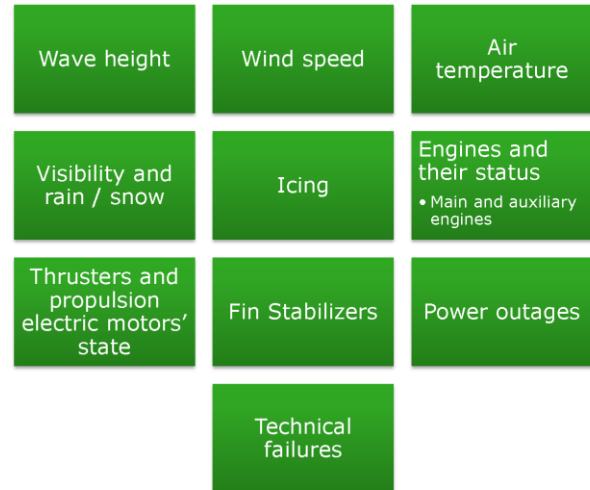 Wave height
Wind speed
Air
temperature
Visibility and
rain / snow
Icing
Engines and
their status
• Main and auxiliary
engines
Thrusters and
propulsion
electric motors’
state
Fin Stabilizers
Power outages
Technical
failures